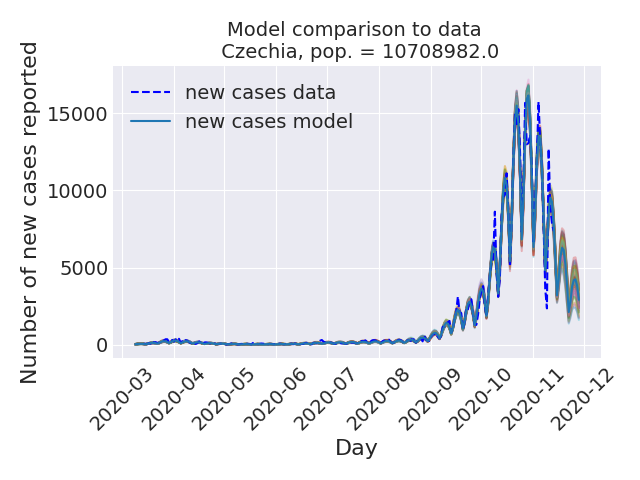 Model comparison to data
Czechia, pop. = 10708982.0
Number of new cases reported
new cases data
new cases model
15000
10000
5000
0
2020-03
2020-04
2020-05
2020-06
2020-07
2020-08
2020-09
2020-10
2020-11
2020-12
Day